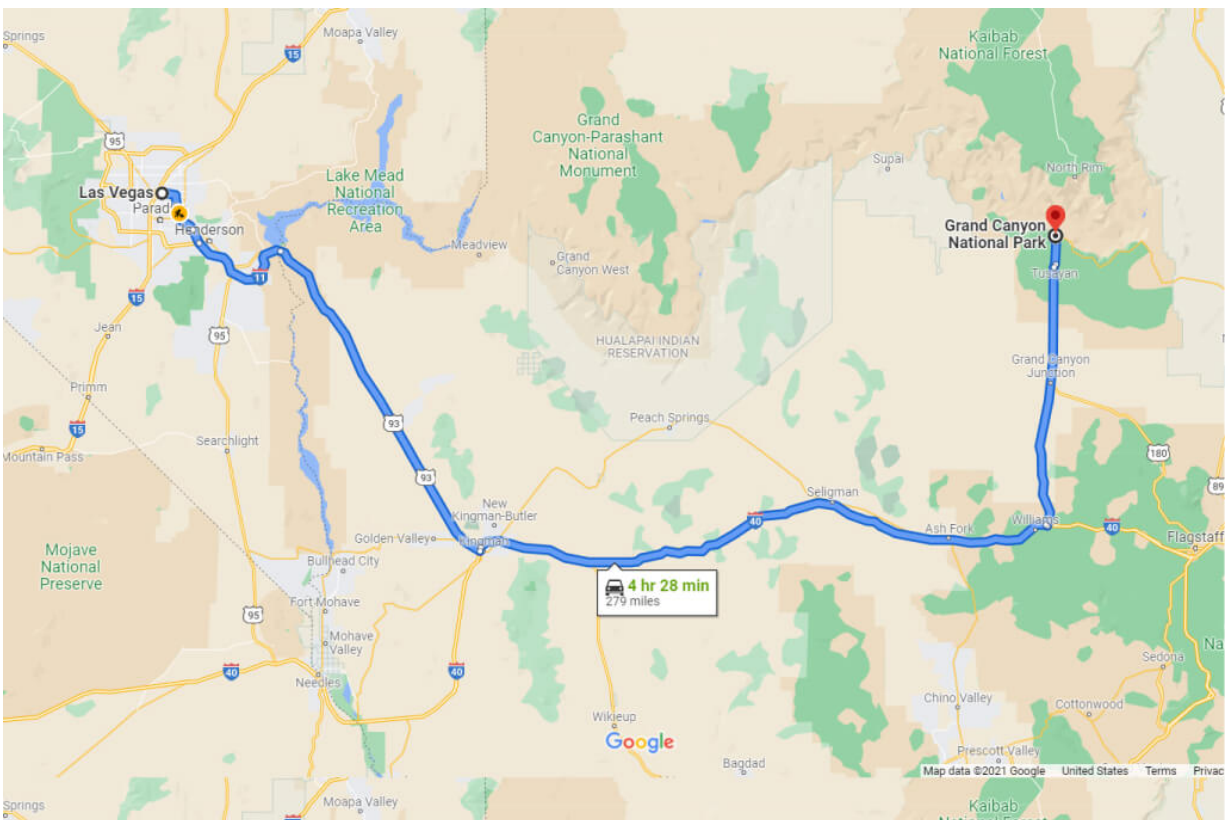 Springs
Moapa Valley
15
Kaibab
National Forest
95
Grand
Canyon-Parashant
National
Monument
Supai
North Rim
Lake Mead
National
Recreation
Area
Las Vegas
Parad
Henderson
Grand Canyon
National Park
Meadview
Grand
Canyon West
Tusayan
11
15
95
Jean
HUALAPAI INDIAN
RESERVATION
Grand Canyon
Junction
Primm
93
Peach Springs
15
Searchlight
Mountain Pass
180
93
89
Seligman
New
Kingman-Butler
40
Ash Fork
Williams
40
Golden Valley
Kingman
Flagstaff
Mojave
National
Preserve
Bullhead City
4 hr 28 min
279 miles
Fort Mohave
95
Mohave
Valley
Na
Sedona
40
40
Needles
Chino Valley
Cottonwood
Wikieup
Google
Prescott Valley
Bagdad
Map data ©2021 Google United States Terms Privac
Springs
Moapa Valley
15
Kaibab